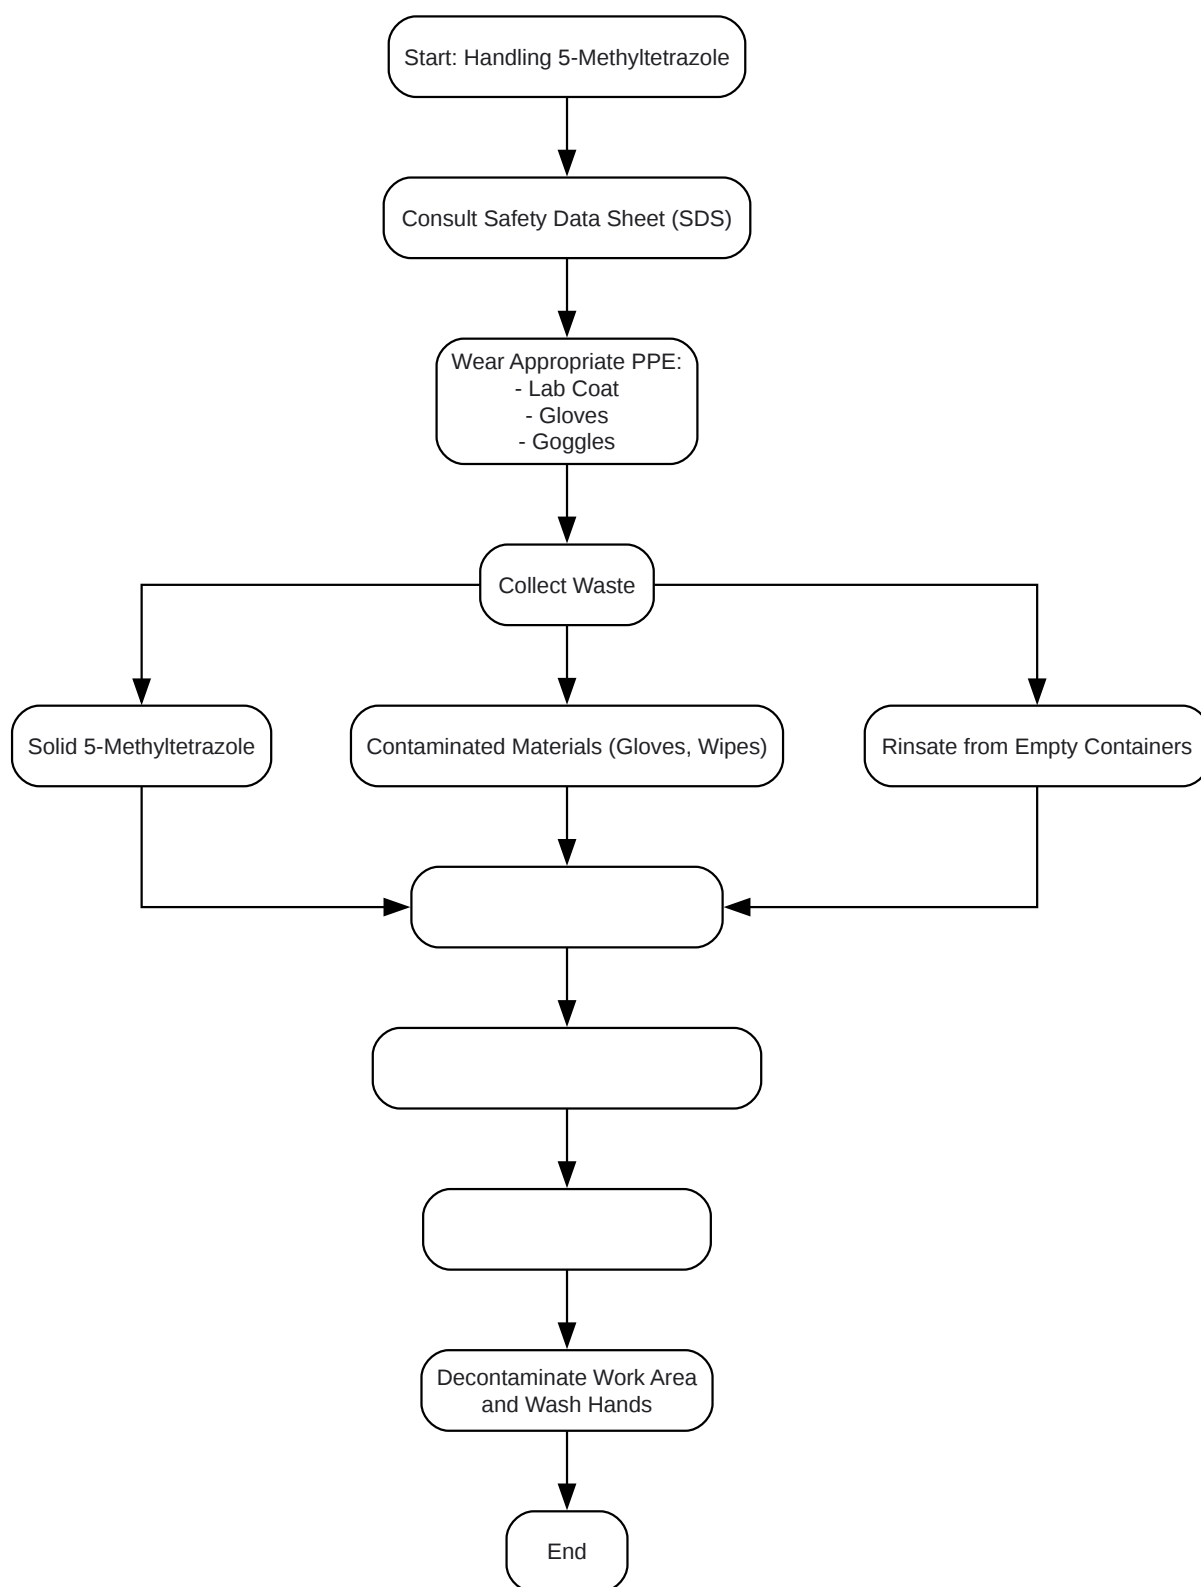 Start: Handling 5-Methyltetrazole
Consult Safety Data Sheet (SDS)
Wear Appropriate PPE:
- Lab Coat
- Gloves
- Goggles
Collect Waste
Solid 5-Methyltetrazole
Contaminated Materials (Gloves, Wipes)
Rinsate from Empty Containers
Decontaminate Work Area
and Wash Hands
End